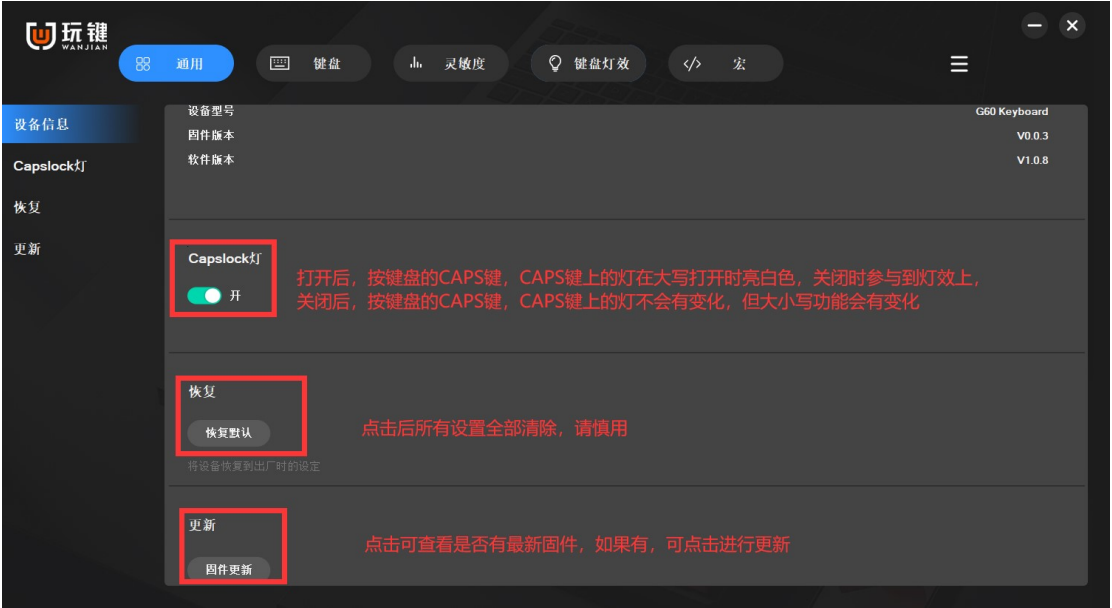 玩键
WANJIAN
通用
键盘
灵敏度
键盘灯效
宏
设备信息
Capslock灯
恢复
更新
设备型号
G60 Keyboard
固件版本
V0.0.3
软件版本
V1.0.8
Capslock灯
开
打开后，按键盘的CAPS键，CAPS键上的灯在大写打开时亮白色，关闭时参与到灯效上，
关闭后，按键盘的CAPS键，CAPS键上的灯不会有变化，但大小写功能会有变化
恢复
恢复默认
点击后所有设置全部清除，请慎用
将设备恢复到出厂时的设定
更新
固件更新
点击可查看是否有最新固件，如果有，可点击进行更新